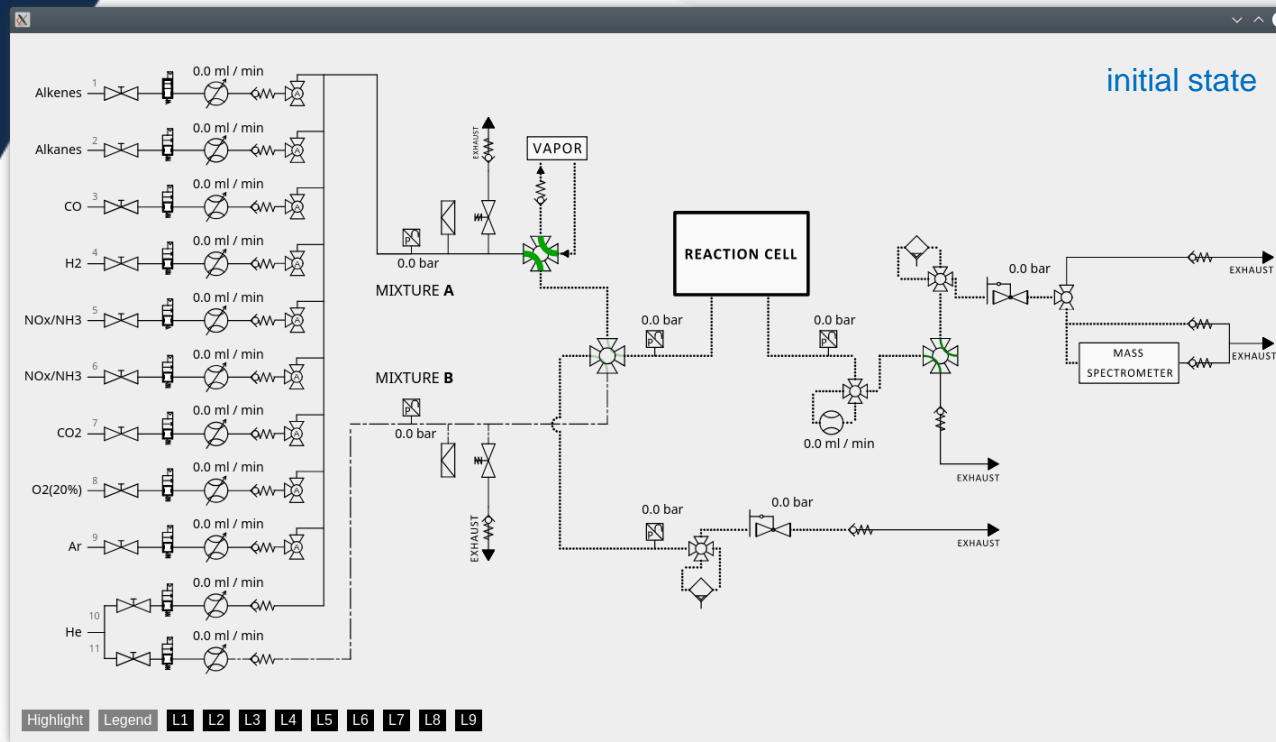 initial state
0.0 ml / min
Alkenes 1
A
0.0 ml / min
Alkanes 2
A
0.0 ml / min
CO 3
A
0.0 ml / min
H2 4
A
0.0 ml / min
NOx/NH3 5
A
0.0 ml / min
NOx/NH3 6
A
0.0 ml / min
CO2 7
A
0.0 ml / min
O2(20%) 8
A
0.0 ml / min
Ar 9
A
0.0 ml / min
10
He
0.0 ml / min
11
EXHAUST
VAPOR
P
0.0 bar
MIXTURE A
REACTION CELL
MIXTURE B
P
0.0 bar
EXHAUST
0.0 bar
P
0.0 bar
P
0.0 ml / min
0.0 bar
EXHAUST
EXHAUST
MASS
SPECTROMETER
EXHAUST
0.0 bar
P
0.0 bar
EXHAUST
Highlight Legend L1 L2 L3 L4 L5 L6 L7 L8 L9